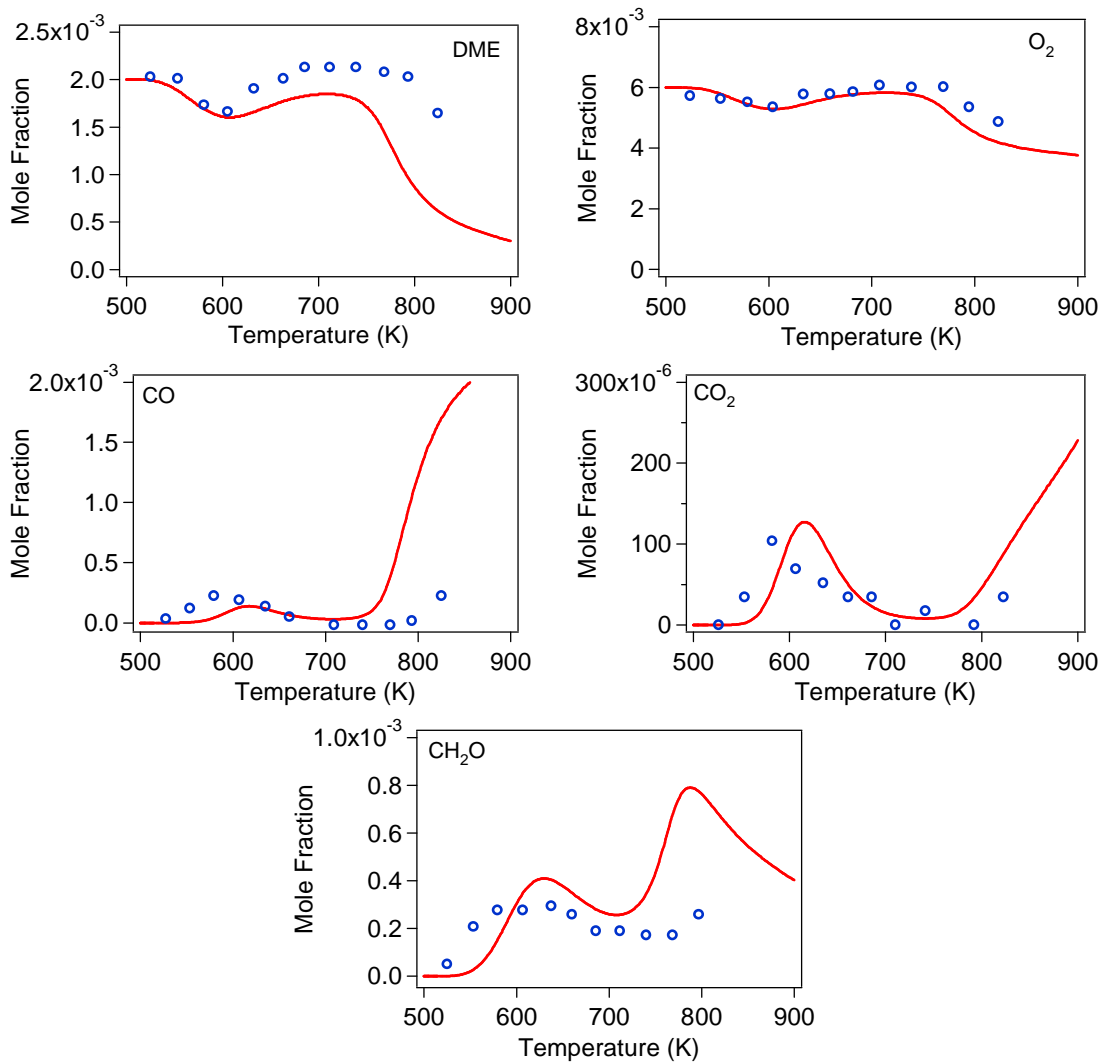 2.5x10⁻³
DME
2.0
1.5
1.0
0.5
0.0
Mole Fraction
500 600 700 800 900
Temperature (K)
8x10⁻³
O₂
6
4
2
0
Mole Fraction
500 600 700 800 900
Temperature (K)
2.0x10⁻³
CO
1.5
1.0
0.5
0.0
Mole Fraction
500 600 700 800 900
Temperature (K)
300x10⁻⁶
CO₂
200
100
0
Mole Fraction
500 600 700 800 900
Temperature (K)
1.0x10⁻³
CH₂O
0.8
0.6
0.4
0.2
0.0
Mole Fraction
500 600 700 800 900
Temperature (K)